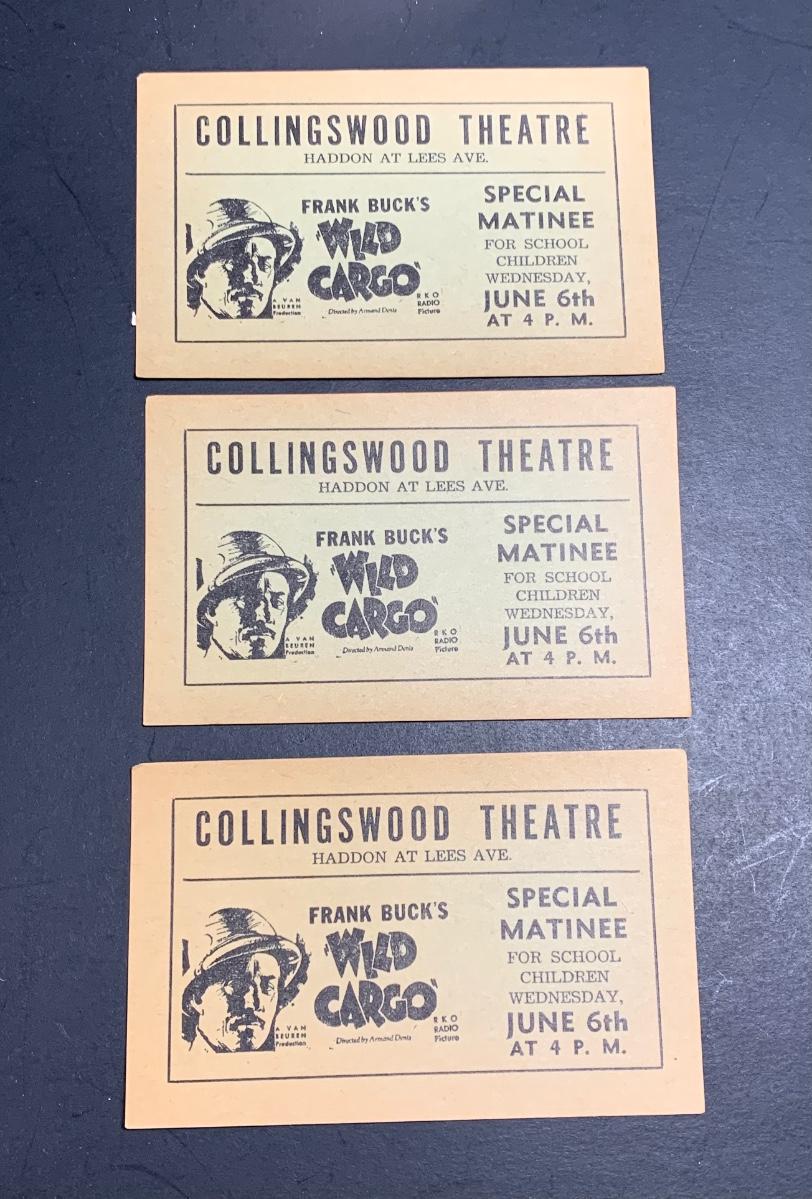 COLLINGSWOOD THEATRE
HADDON AT LEES AVE.
FRANK BUCK'S
"WILD
CARGO"
A VAN
BEUREN
Production
Directed by Armand Denis
RKO
RADIO
Picture
SPECIAL
MATINEE
FOR SCHOOL
CHILDREN
WEDNESDAY,
JUNE 6th
AT 4 P. M.
COLLINGSWOOD THEATRE
HADDON AT LEES AVE.
FRANK BUCK'S
"WILD
CARGO"
A VAN
BEUREN
Production
Directed by Armand Denis
RKO
RADIO
Picture
SPECIAL
MATINEE
FOR SCHOOL
CHILDREN
WEDNESDAY,
JUNE 6th
AT 4 P. M.
COLLINGSWOOD THEATRE
HADDON AT LEES AVE.
FRANK BUCK'S
"WILD
CARGO"
A VAN
BEUREN
Production
Directed by Armand Denis
RKO
RADIO
Picture
SPECIAL
MATINEE
FOR SCHOOL
CHILDREN
WEDNESDAY,
JUNE 6th
AT 4 P. M.